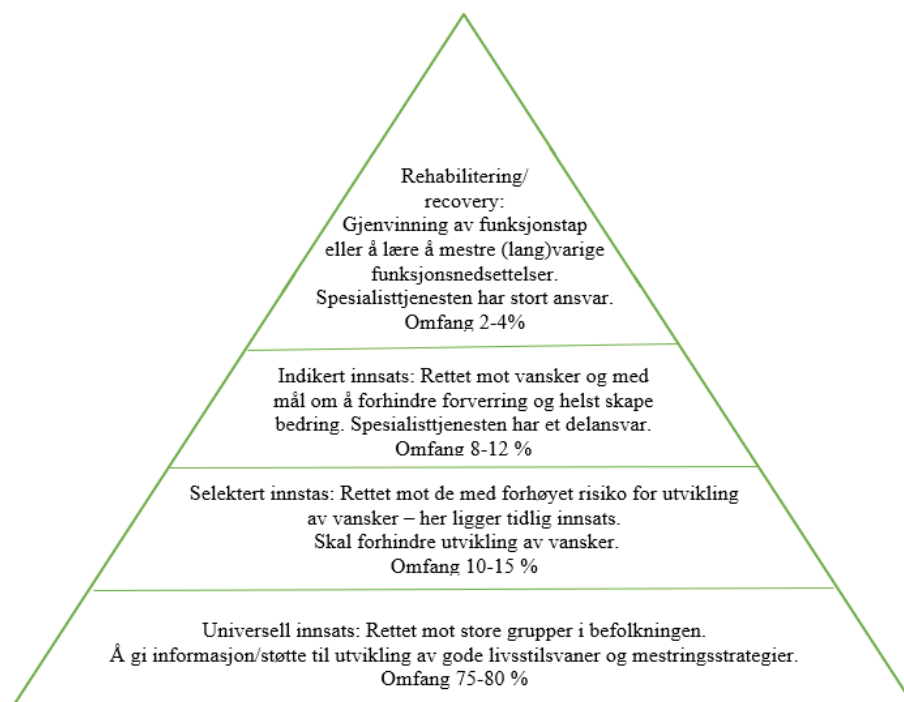 Rehabilitering/
recovery:
Gjenvinning av funksjonstap
eller å lære å mestre (lang)varige
funksjonsnedsettelser.
Spesialisttjenesten har stort ansvar.
Omfang 2-4%
Indikert innsats: Rettet mot vansker og med
mål om å forhindre forverring og helst skape
bedring. Spesialisttjenesten har et delansvar.
Omfang 8-12 %
Selektert innstas: Rettet mot de med forhøyet risiko for utvikling
av vansker – her ligger tidlig innsats.
Skal forhindre utvikling av vansker.
Omfang 10-15 %
Universell innsats: Rettet mot store grupper i befolkningen.
Å gi informasjon/støtte til utvikling av gode livsstilsvaner og mestringsstrategier.
Omfang 75-80 %